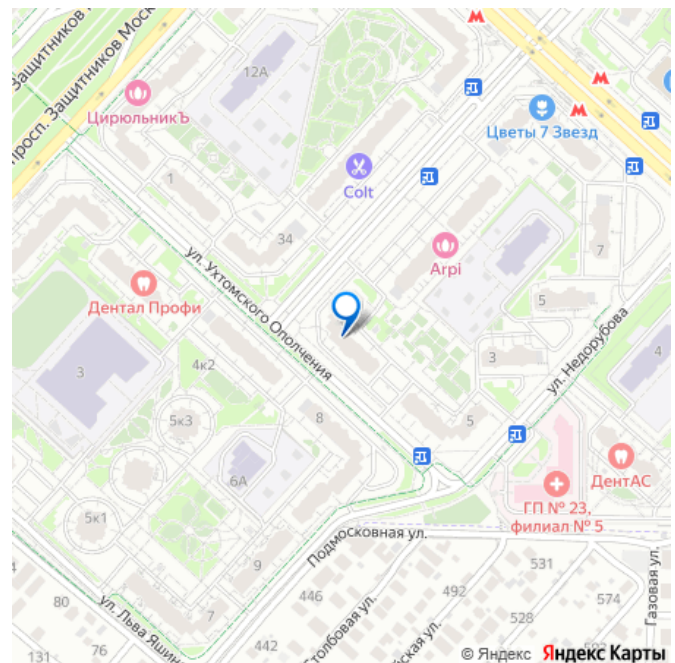 просп. Защитников Москвы
Защитников
12А
ЦирюльникЪ
Цветы 7 Звезд
Colt
1
34
7
Arpi
ул. Ухтомского Ополчения
Дентал Профи
5
ул. Недорубова
3
4
3
4к2
8
5
5к3
6А
ДентАС
ГП № 23,
филиал № 5
5к1
Подмосковная ул.
9
531
Газовая ул.
80
7
446
492
574
ул. Льва Яшина
Столбовая ул.
528
131
76
442
© Яндекс Яндекс Карты